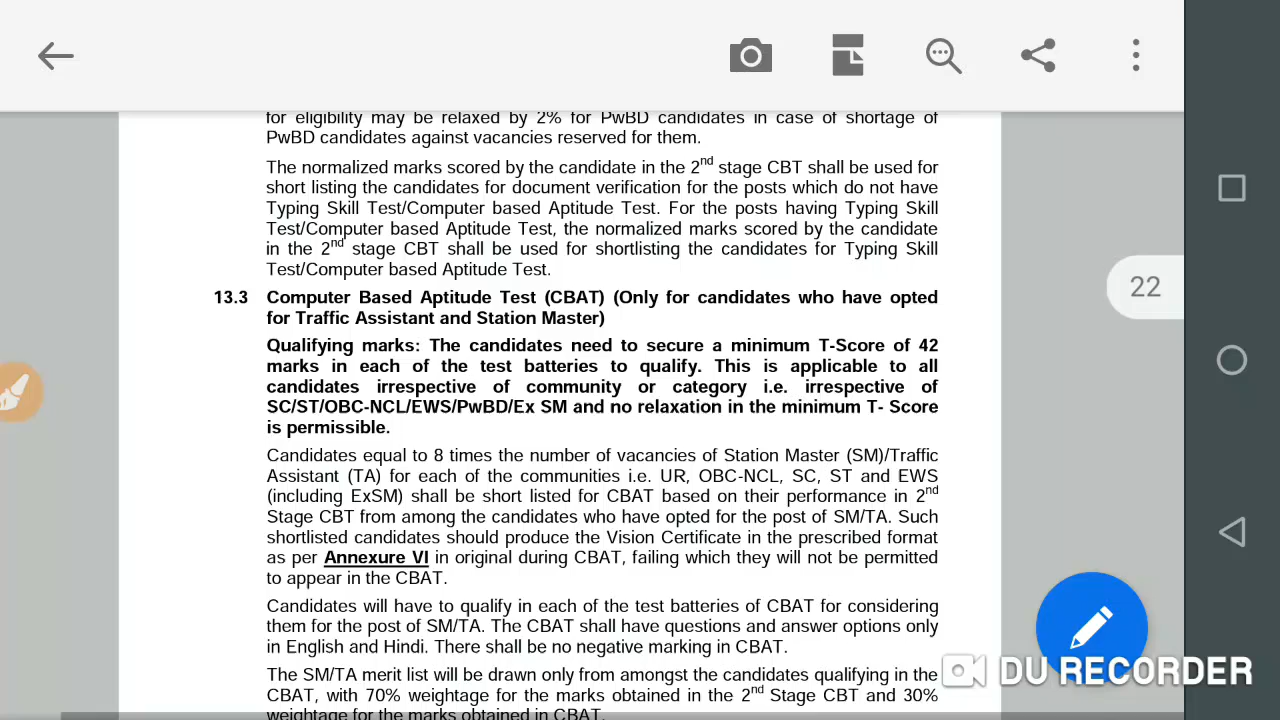 for eligibility may be relaxed by 2% for PwBD candidates in case of shortage of
PwBD candidates against vacancies reserved for them.
The normalized marks scored by the candidate in the 2nd stage CBT shall be used for
short listing the candidates for document verification for the posts which do not have
Typing Skill Test/Computer based Aptitude Test. For the posts having Typing Skill
Test/Computer based Aptitude Test, the normalized marks scored by the candidate
in the 2nd stage CBT shall be used for shortlisting the candidates for Typing Skill
Test/Computer based Aptitude Test.
22
13.3 Computer Based Aptitude Test (CBAT) (Only for candidates who have opted
for Traffic Assistant and Station Master)
Qualifying marks: The candidates need to secure a minimum T-Score of 42
marks in each of the test batteries to qualify. This is applicable to all
candidates irrespective of community or category i.e. irrespective of
SC/ST/OBC-NCL/EWS/PwBD/Ex SM and no relaxation in the minimum T- Score
is permissible.
Candidates equal to 8 times the number of vacancies of Station Master (SM)/Traffic
Assistant (TA) for each of the communities i.e. UR, OBC-NCL, SC, ST and EWS
(including ExSM) shall be short listed for CBAT based on their performance in 2nd
Stage CBT from among the candidates who have opted for the post of SM/TA. Such
shortlisted candidates should produce the Vision Certificate in the prescribed format
as per Annexure VI in original during CBAT, failing which they will not be permitted
to appear in the CBAT.
Candidates will have to qualify in each of the test batteries of CBAT for considering
them for the post of SM/TA. The CBAT shall have questions and answer options only
in English and Hindi. There shall be no negative marking in CBAT.
The SM/TA merit list will be drawn only from amongst the candidates qualifying in the
CBAT, with 70% weightage for the marks obtained in the 2nd Stage CBT and 30%
weightage for the marks obtained in CBAT.
DU RECORDER